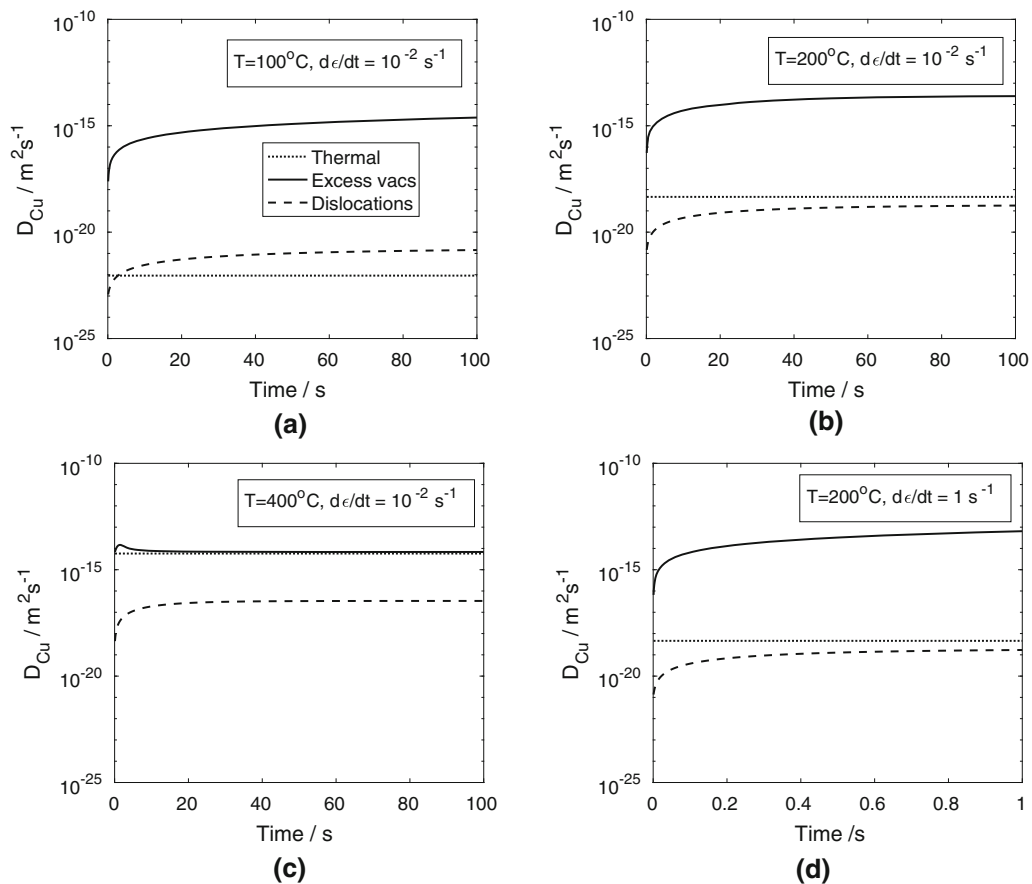 10⁻¹⁰
T=100°C, dϵ/dt = 10⁻² s⁻¹
10⁻¹⁵
Thermal
Excess vacs
Dislocations
10⁻²⁰
10⁻²⁵
D_Cu / m²s⁻¹
0 20 40 60 80 100
Time / s
(a)
10⁻¹⁰
T=200°C, dϵ/dt = 10⁻² s⁻¹
10⁻¹⁵
10⁻²⁰
10⁻²⁵
D_Cu / m²s⁻¹
0 20 40 60 80 100
Time / s
(b)
10⁻¹⁰
T=400°C, dϵ/dt = 10⁻² s⁻¹
10⁻¹⁵
10⁻²⁰
10⁻²⁵
D_Cu / m²s⁻¹
0 20 40 60 80 100
Time / s
(c)
10⁻¹⁰
T=200°C, dϵ/dt = 1 s⁻¹
10⁻¹⁵
10⁻²⁰
10⁻²⁵
D_Cu / m²s⁻¹
0 0.2 0.4 0.6 0.8 1
Time /s
(d)